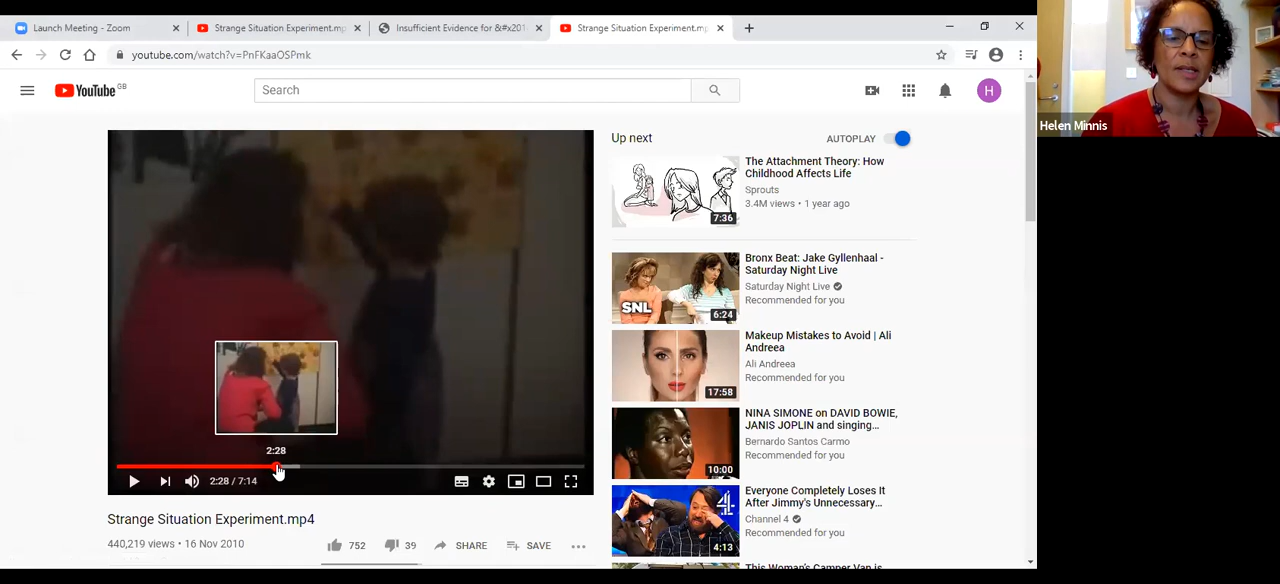 Launch Meeting - Zoom
Strange Situation Experiment.mp
Insufficient Evidence for &#x201
Strange Situation Experiment.mp
youtube.com/watch?v=PnFKaaOSPmk
YouTube GB
Search
H
Helen Minnis
Up next
AUTOPLAY
The Attachment Theory: How
Childhood Affects Life
Sprouts
3.4M views • 1 year ago
7:36
Bronx Beat: Jake Gyllenhaal -
Saturday Night Live
Saturday Night Live
Recommended for you
SNL
6:24
Makeup Mistakes to Avoid | Ali
Andreea
Ali Andreea
Recommended for you
17:58
NINA SIMONE on DAVID BOWIE,
JANIS JOPLIN and singing...
Bernardo Santos Carmo
Recommended for you
10:00
Everyone Completely Loses It
After Jimmy's Unnecessary...
Channel 4
Recommended for you
4
4:13
This Woman's Camper Van is
2:28
2:28 / 7:14
Strange Situation Experiment.mp4
440,219 views • 16 Nov 2010
752
39
SHARE
SAVE